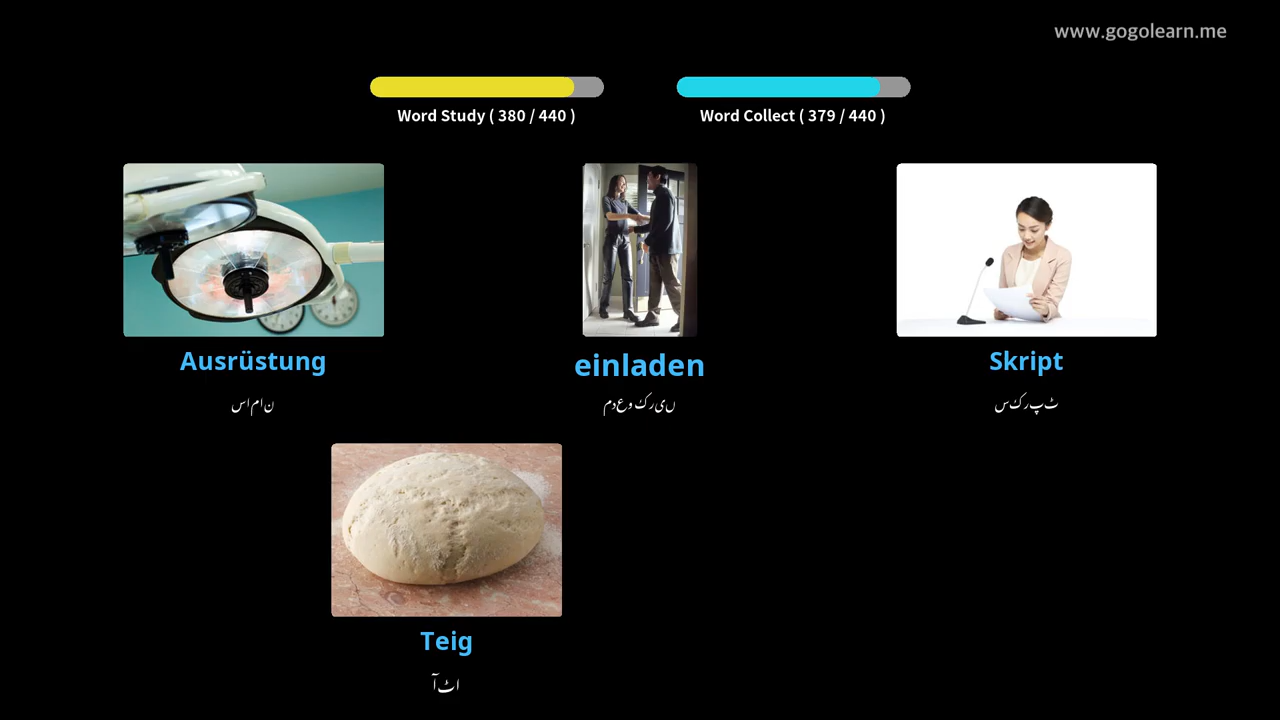 www.gogolearn.me
Word Study ( 380 / 440 )
Word Collect ( 379 / 440 )
Ausrüstung
einladen
Skript
سامان
مدعو کریں
سکرپٹ
Teig
آٹا